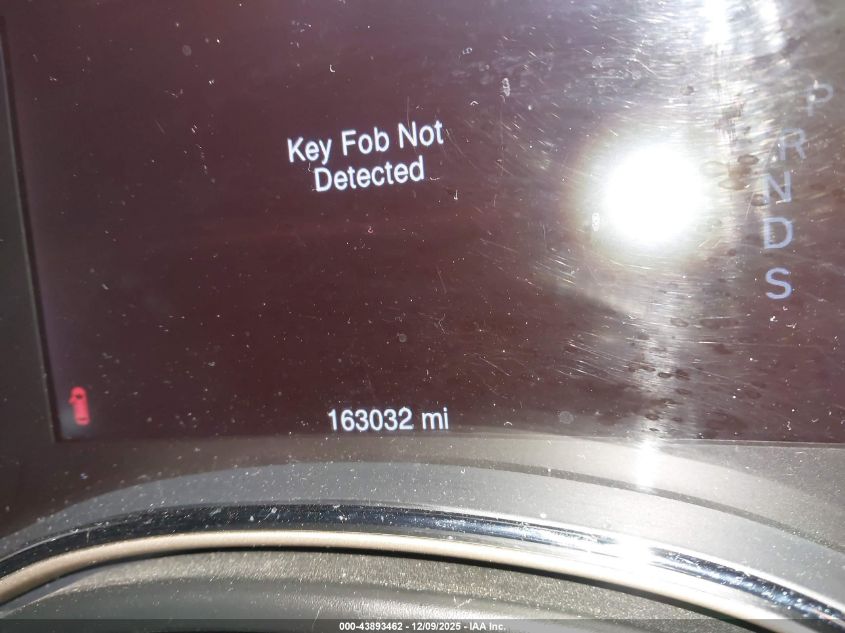 Key Fob Not
Detected
P
R
N
D
S
163032 mi
000-43893462 - 12/09/2025 - IAA Inc.